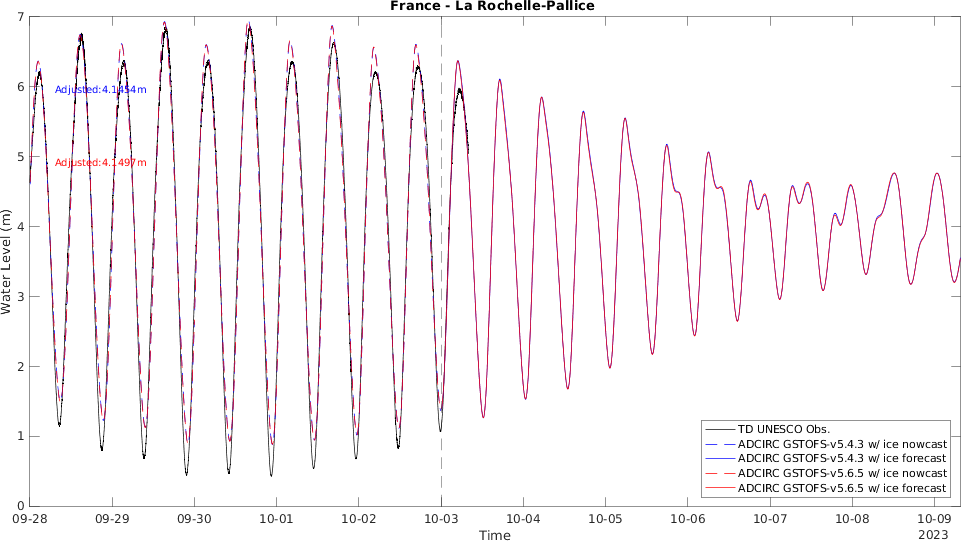 France - La Rochelle-Pallice
7
6
5
4
3
2
1
0
Water Level (m)
Adjusted:4.1454m
Adjusted:4.1497m
TD UNESCO Obs.
ADCIRC GSTOFS-v5.4.3 w/ ice nowcast
ADCIRC GSTOFS-v5.4.3 w/ ice forecast
ADCIRC GSTOFS-v5.6.5 w/ ice nowcast
ADCIRC GSTOFS-v5.6.5 w/ ice forecast
09-28 09-29 09-30 10-01 10-02 10-03 10-04 10-05 10-06 10-07 10-08 10-09
Time
2023